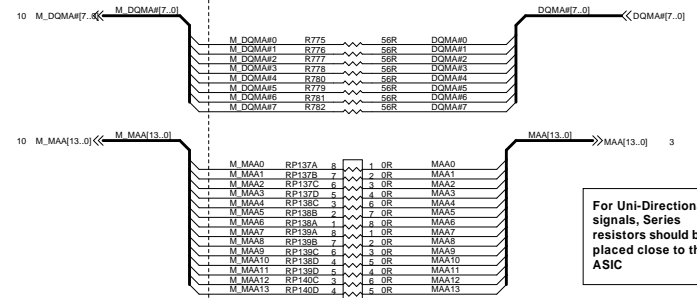 10 M_DQMA#[7..0] M_DQMA#[7..0] DQMA#[7..0] DQMA#[7..0]
M_DQMA#0 R775 56R DQMA#0
M_DQMA#1 R776 56R DQMA#1
M_DQMA#2 R777 56R DQMA#2
M_DQMA#3 R778 56R DQMA#3
M_DQMA#4 R780 56R DQMA#4
M_DQMA#5 R779 56R DQMA#5
M_DQMA#6 R781 56R DQMA#6
M_DQMA#7 R782 56R DQMA#7
10 M_MAA[13..0] M_MAA[13..0] MAA[13..0] MAA[13..0] 3
M_MAA0 RP137A 8 1 0R MAA0
M_MAA1 RP137B 7 2 0R MAA1
M_MAA2 RP137C 6 3 0R MAA2
M_MAA3 RP137D 5 4 0R MAA3
M_MAA4 RP138C 3 6 0R MAA4
M_MAA5 RP138B 2 7 0R MAA5
M_MAA6 RP138A 1 8 0R MAA6
M_MAA7 RP139A 8 1 0R MAA7
M_MAA8 RP139B 7 2 0R MAA8
M_MAA9 RP139C 6 3 0R MAA9
M_MAA10 RP138D 4 5 0R MAA10
M_MAA11 RP139D 5 4 0R MAA11
M_MAA12 RP140C 3 6 0R MAA12
M_MAA13 RP140D 4 5 0R MAA13
For Uni-Direction
signals, Series
resistors should b
placed close to th
ASIC